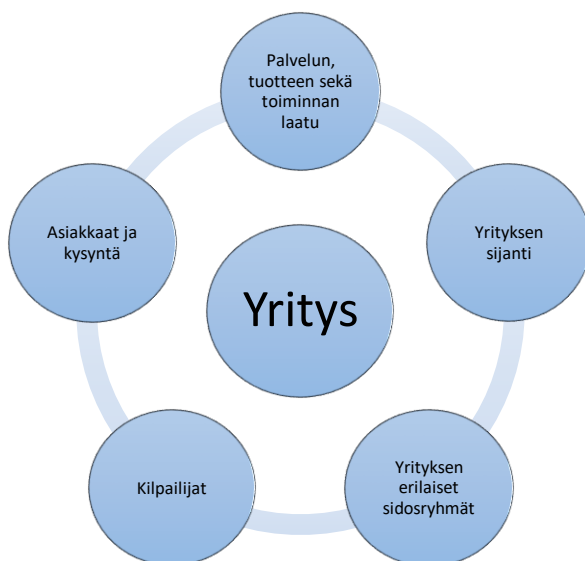 Palvelun,
tuotteen sekä
toiminnan
laatu
Asiakkaat ja
kysyntä
Yrityksen
sijanti
Yritys
Kilpailijat
Yrityksen
erilaiset
sidosryhmät